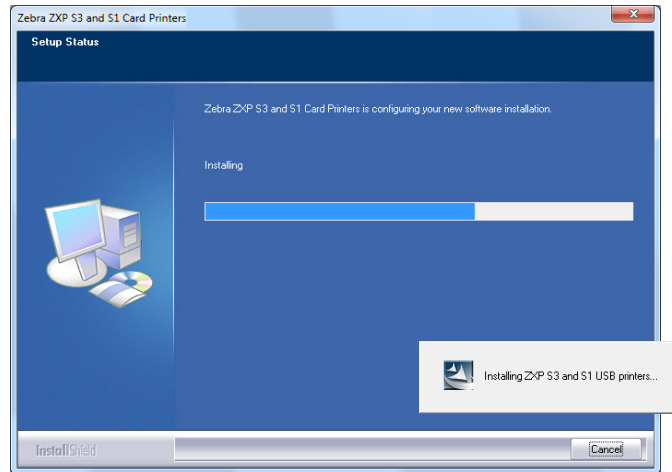 Zebra ZXP S3 and S1 Card Printers
Setup Status
Zebra ZXP S3 and S1 Card Printers is configuring your new software installation.
Installing
Installing ZXP S3 and S1 USB printers...
InstallShield
Cancel